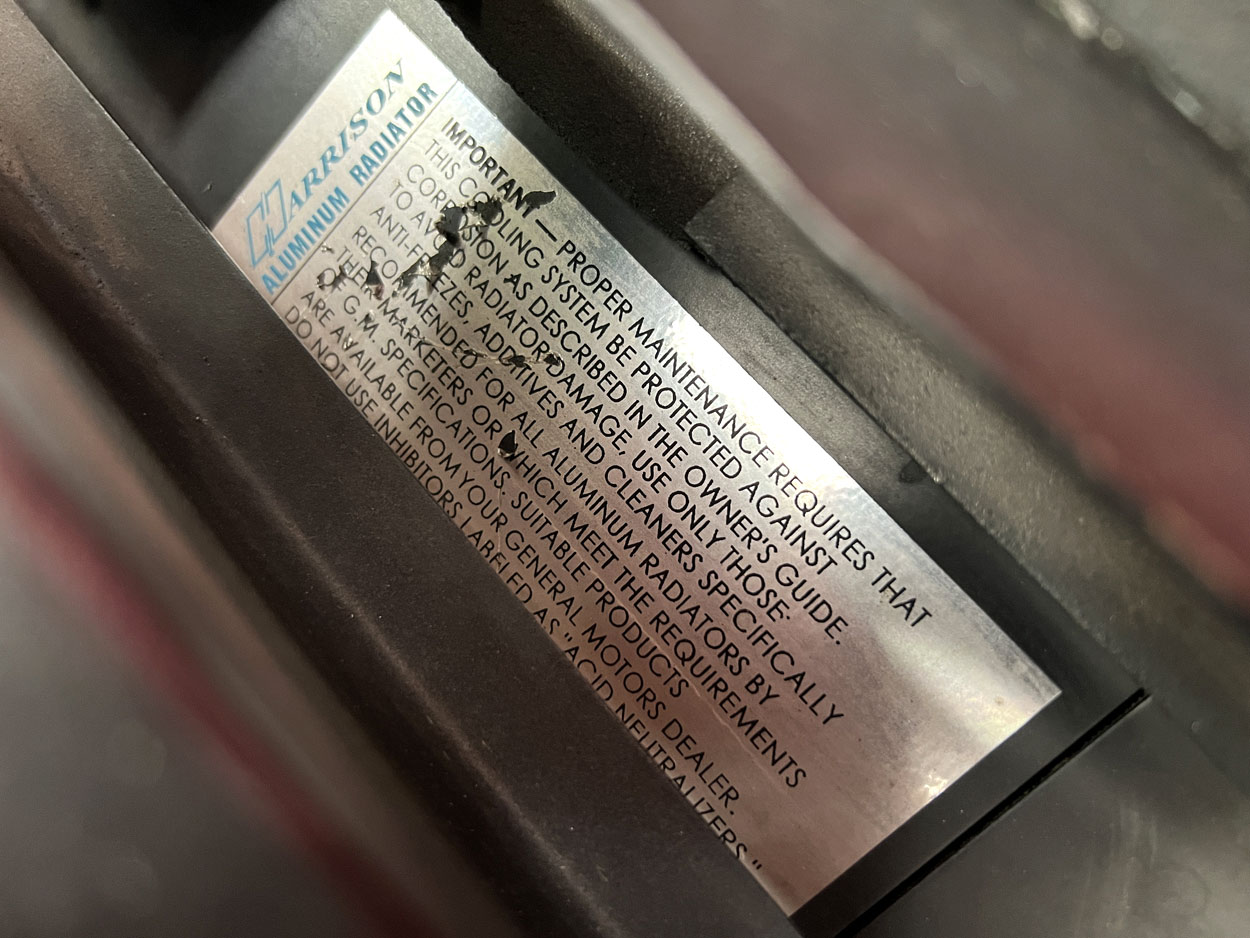 HARRISON
ALUMINUM RADIATOR
IMPORTANT — PROPER MAINTENANCE REQUIRES THAT
THIS COOLING SYSTEM BE PROTECTED AGAINST
CORROSION AS DESCRIBED IN THE OWNER'S GUIDE.
TO AVOID RADIATOR DAMAGE, USE ONLY THOSE
ANTI-FREEZES, ADDITIVES, AND CLEANERS SPECIFICALLY
RECOMMENDED FOR ALL ALUMINUM RADIATORS BY
THEIR MARKETERS OR WHICH MEET THE REQUIREMENTS
OF G.M. SPECIFICATIONS. SUITABLE PRODUCTS
ARE AVAILABLE FROM YOUR GENERAL MOTORS DEALER.
DO NOT USE INHIBITORS LABELED AS "ACID NEUTRALIZERS."